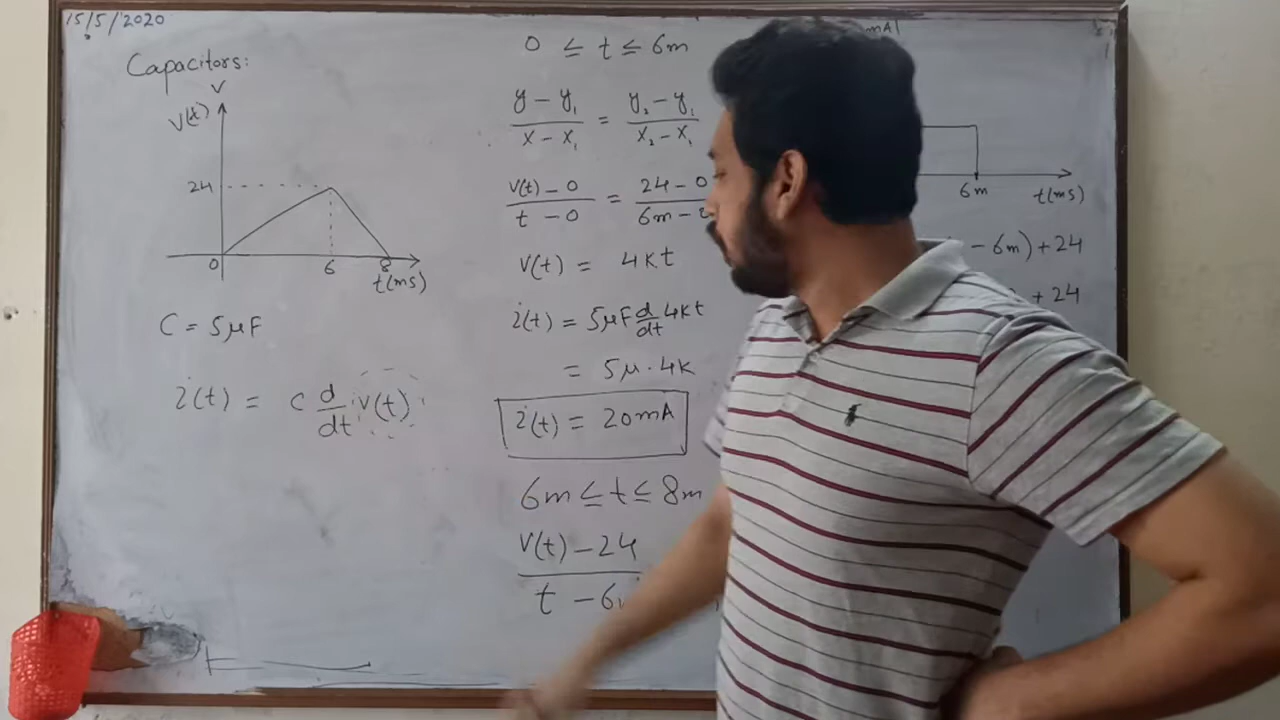 15/5/2020
Capacitors:
V
V(t)
24
0
6
8
t(ms)
C = 5μF
i(t) = C d/dt v(t)
0 ≤ t ≤ 6m
y - y₁ / x - x₁ = y₂ - y₁ / x₂ - x₁
v(t) - 0 / t - 0 = 24 - 0 / 6m -
v(t) = 4kt
i(t) = 5μF d/dt 4kt
= 5μ·4k
i(t) = 20mA
6m ≤ t ≤ 8m
v(t) - 24
t - 6
mA)
6m
t(ms)
- 6m) + 24
+ 24